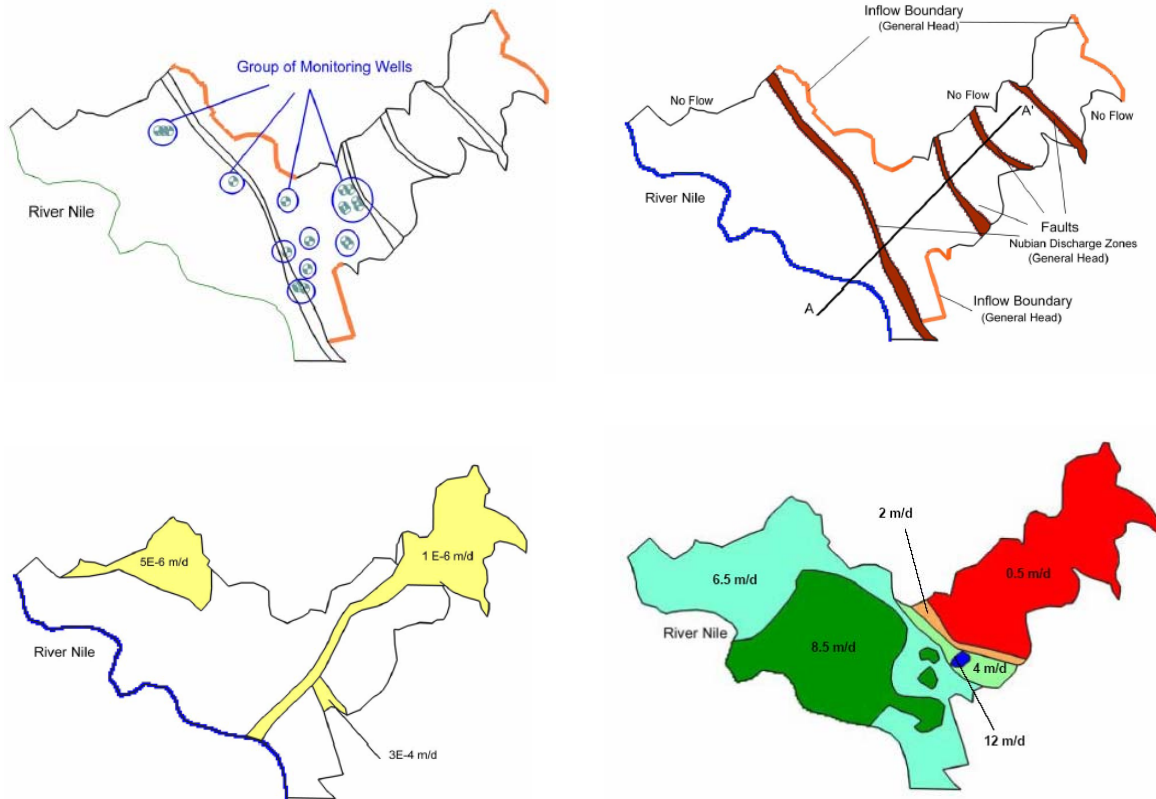 Group of Monitoring Wells
River Nile
Inflow Boundary
(General Head)
No Flow
No Flow
A'
No Flow
River Nile
Faults
Nubian Discharge Zones
(General Head)
A
Inflow Boundary
(General Head)
5E-6 m/d
1 E-6 m/d
River Nile
3E-4 m/d
2 m/d
6.5 m/d
0.5 m/d
River Nile
8.5 m/d
4 m/d
12 m/d